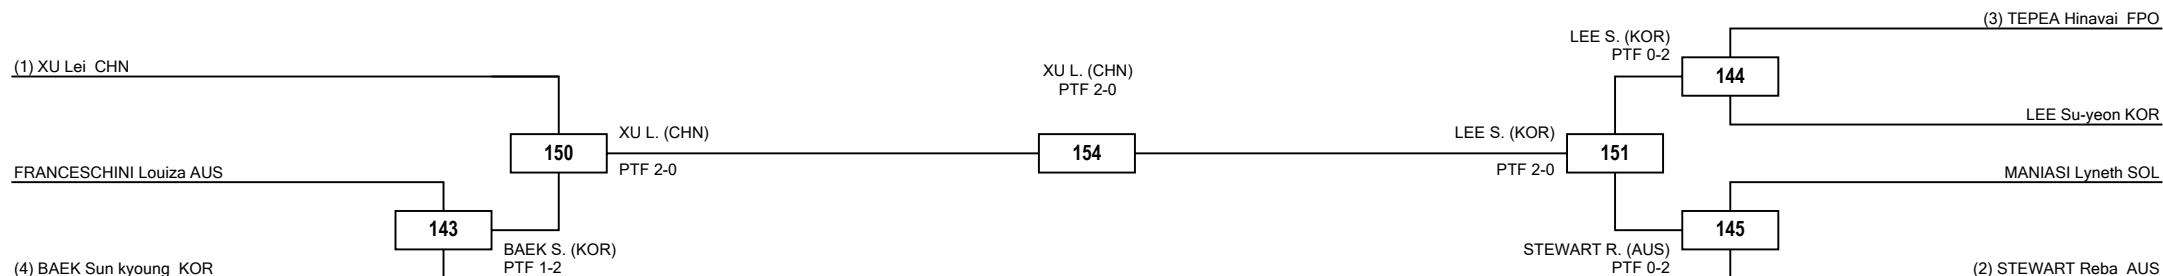 (3) TEPEA Hinavai FPO
LEE S. (KOR)
PTF 0-2
(1) XU Lei CHN
XU L. (CHN)
PTF 2-0
144
LEE Su-yeon KOR
XU L. (CHN)
PTF 2-0
150
154
LEE S. (KOR)
PTF 2-0
151
FRANCESCHINI Louiza AUS
MANIASI Lyneth SOL
143
145
BAEK S. (KOR)
PTF 1-2
STEWART R. (AUS)
PTF 0-2
(4) BAEK Sun kyoung KOR
(2) STEWART Reba AUS